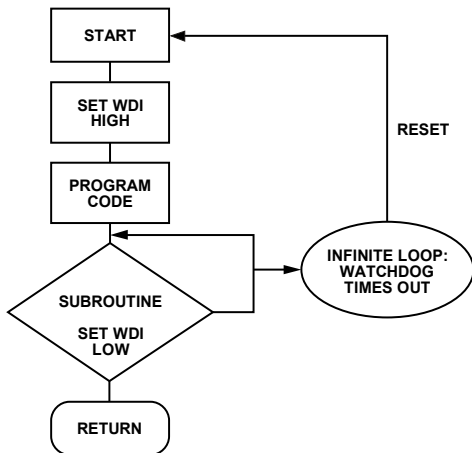 START
SET WDI
HIGH
RESET
PROGRAM
CODE
INFINITE LOOP:
WATCHDOG
TIMES OUT
SUBROUTINE
SET WDI
LOW
RETURN